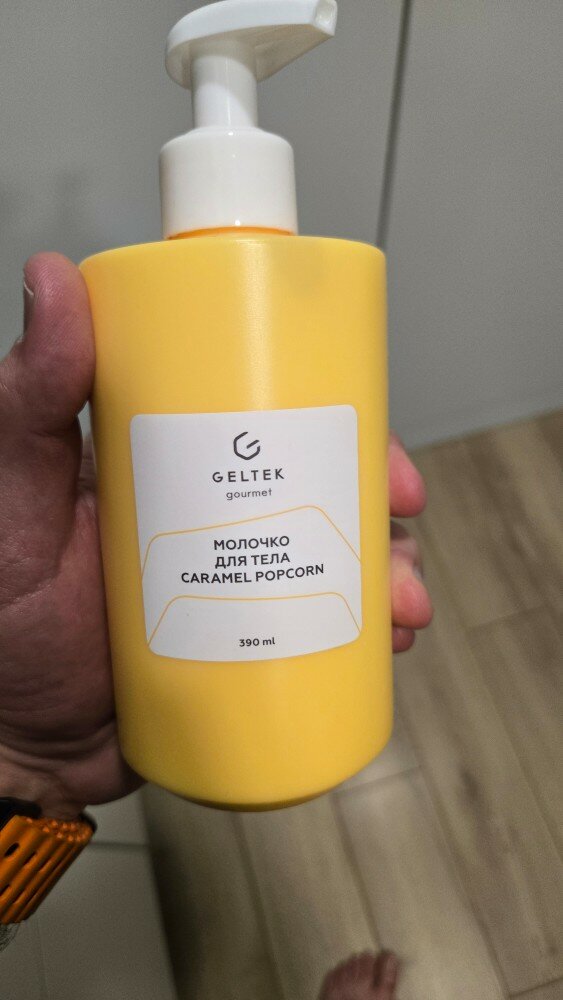 GELTEK
gourmet
МОЛОЧКО
ДЛЯ ТЕЛА
CARAMEL POPCORN
390 ml